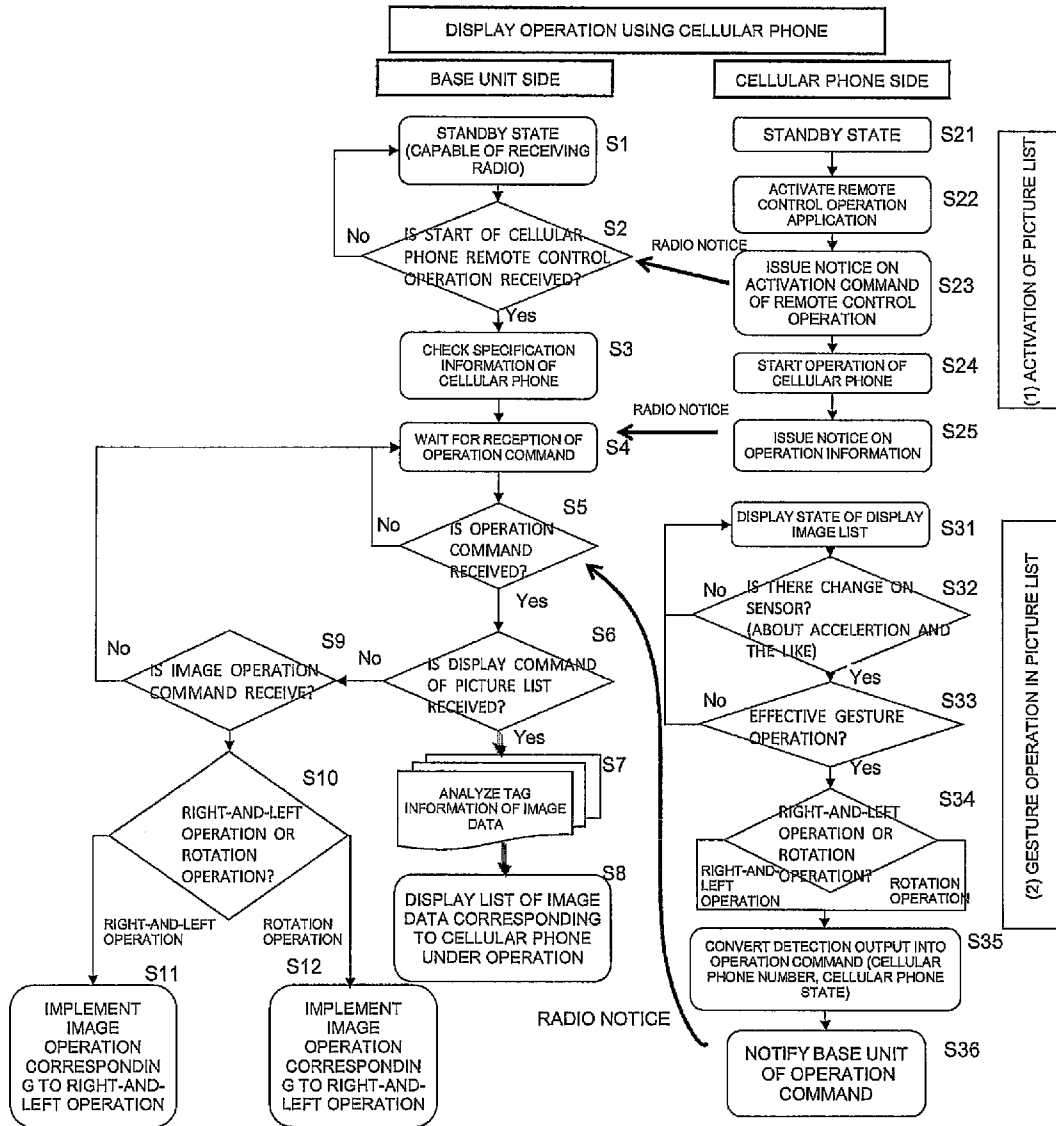 DISPLAY OPERATION USING CELLULAR PHONE
BASE UNIT SIDE
CELLULAR PHONE SIDE
STANDBY STATE
(CAPABLE OF RECEIVING
RADIO)
S1
No
IS START OF CELLULAR
PHONE REMOTE CONTROL
OPERATION RECEIVED?
S2
Yes
CHECK SPECIFICATION
INFORMATION OF
CELLULAR PHONE
S3
WAIT FOR RECEPTION OF
OPERATION COMMAND
S4
No
IS OPERATION
COMMAND
RECEIVED?
S5
Yes
IS DISPLAY COMMAND
OF PICTURE LIST
RECEIVED?
S6
No
Yes
No
IS IMAGE OPERATION
COMMAND RECEIVE?
S9
ANALYZE TAG
INFORMATION OF IMAGE
DATA
S7
DISPLAY LIST OF IMAGE
DATA CORRESPONDING
TO CELLULAR PHONE
UNDER OPERATION
S8
RIGHT-AND-LEFT
OPERATION OR
ROTATION
OPERATION?
S10
RIGHT-AND-LEFT
OPERATION
ROTATION
OPERATION
S11
IMPLEMENT
IMAGE
OPERATION
CORRESPONDIN
G TO RIGHT-AND-
LEFT OPERATION
S12
IMPLEMENT
IMAGE
OPERATION
CORRESPONDIN
G TO RIGHT-AND-
LEFT OPERATION
STANDBY STATE
S21
ACTIVATE REMOTE
CONTROL OPERATION
APPLICATION
S22
RADIO NOTICE
ISSUE NOTICE ON
ACTIVATION COMMAND
OF REMOTE CONTROL
OPERATION
S23
START OPERATION OF
CELLULAR PHONE
S24
RADIO NOTICE
ISSUE NOTICE ON
OPERATION INFORMATION
S25
(1) ACTIVATION OF PICTURE LIST
DISPLAY STATE OF DISPLAY
IMAGE LIST
S31
No
IS THERE CHANGE ON
SENSOR?
(ABOUT ACCELERTION AND
THE LIKE)
S32
Yes
No
EFFECTIVE GESTURE
OPERATION?
S33
Yes
RIGHT-AND-LEFT
OPERATION OR
ROTATION
OPERATION?
S34
RIGHT-AND-
LEFT
OPERATION
ROTATION
OPERATION
CONVERT DETECTION OUTPUT INTO
OPERATION COMMAND (CELLULAR
PHONE NUMBER, CELLULAR PHONE
STATE)
S35
RADIO NOTICE
NOTIFY BASE UNIT
OF OPERATION
COMMAND
S36
(2) GESTURE OPERATION IN PICTURE LIST